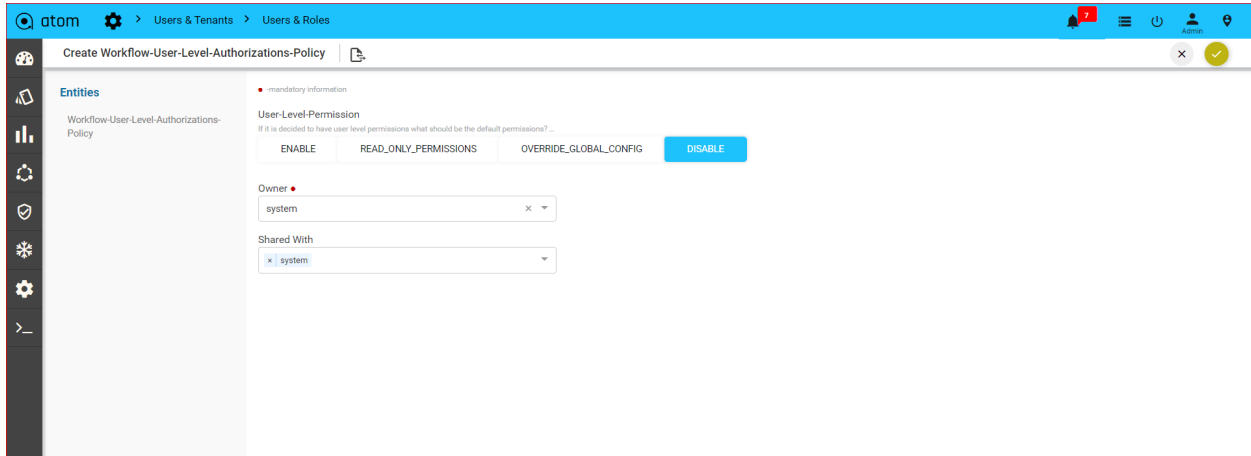 atom > Users & Tenants > Users & Roles
7
Admin
Create Workflow-User-Level-Authorizations-Policy
Entities
Workflow-User-Level-Authorizations-
Policy
-mandatory information
User-Level-Permission
If it is decided to have user level permissions what should be the default permissions? ...
ENABLE READ_ONLY_PERMISSIONS OVERRIDE_GLOBAL_CONFIG DISABLE
Owner
system
Shared With
× system